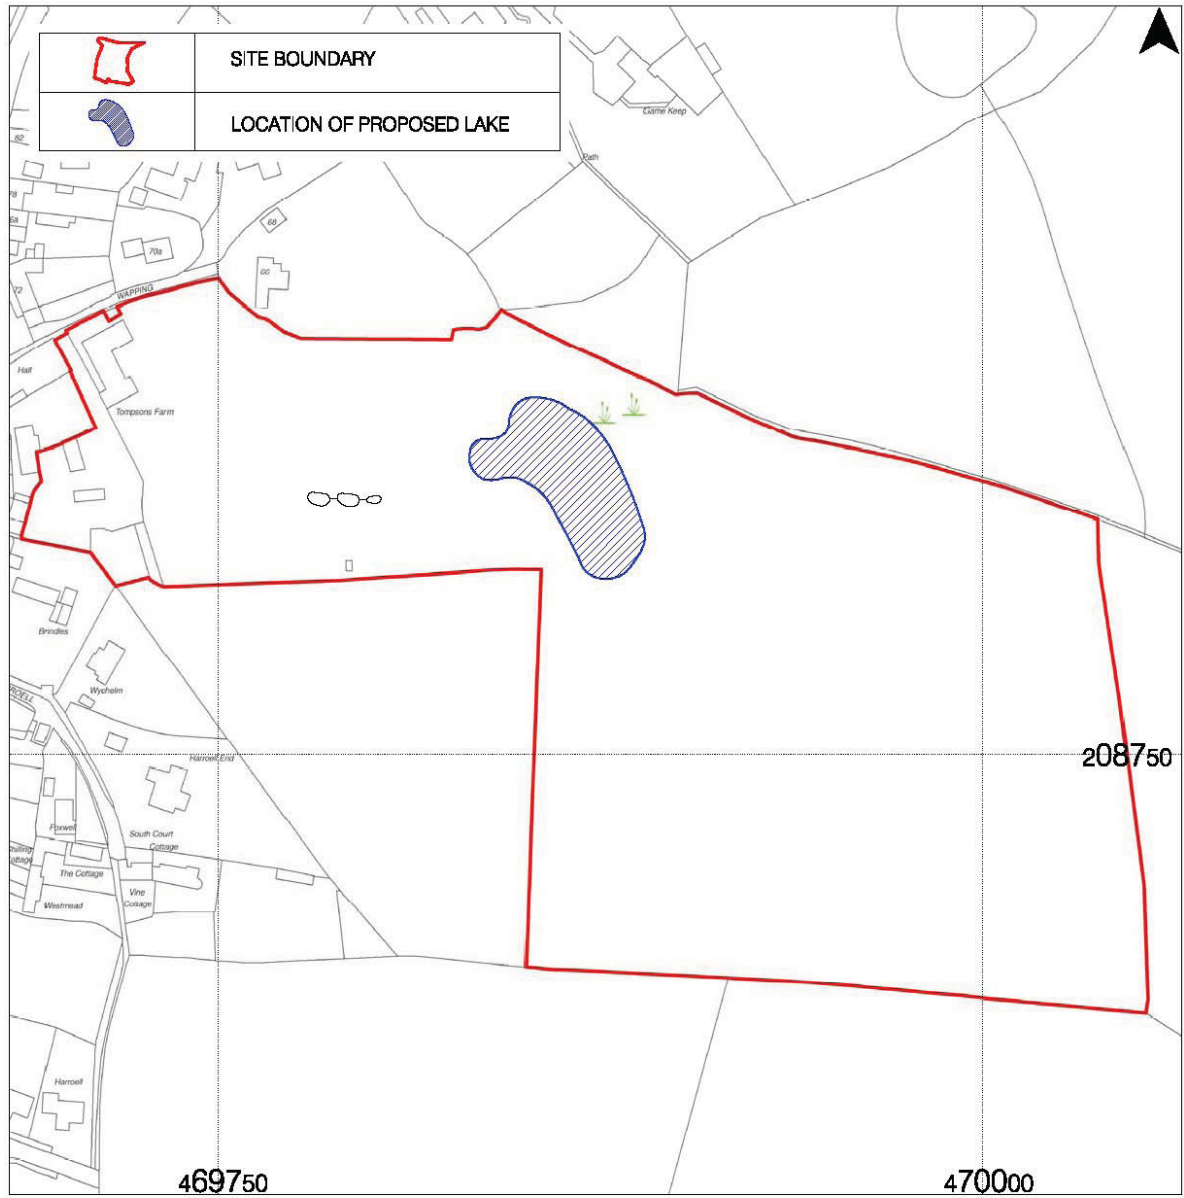 SITE BOUNDARY
LOCATION OF PROPOSED LAKE
Game Keep
82
Path
78
6a
68
70a
66
72
WAPPING
Hall
Tompsons Farm
Brindles
Wychelm
Harroell End
208750
Foxwell
South Court
Cottage
The Cottage
Vine
Cottage
Westmead
Harroell
469750
470000